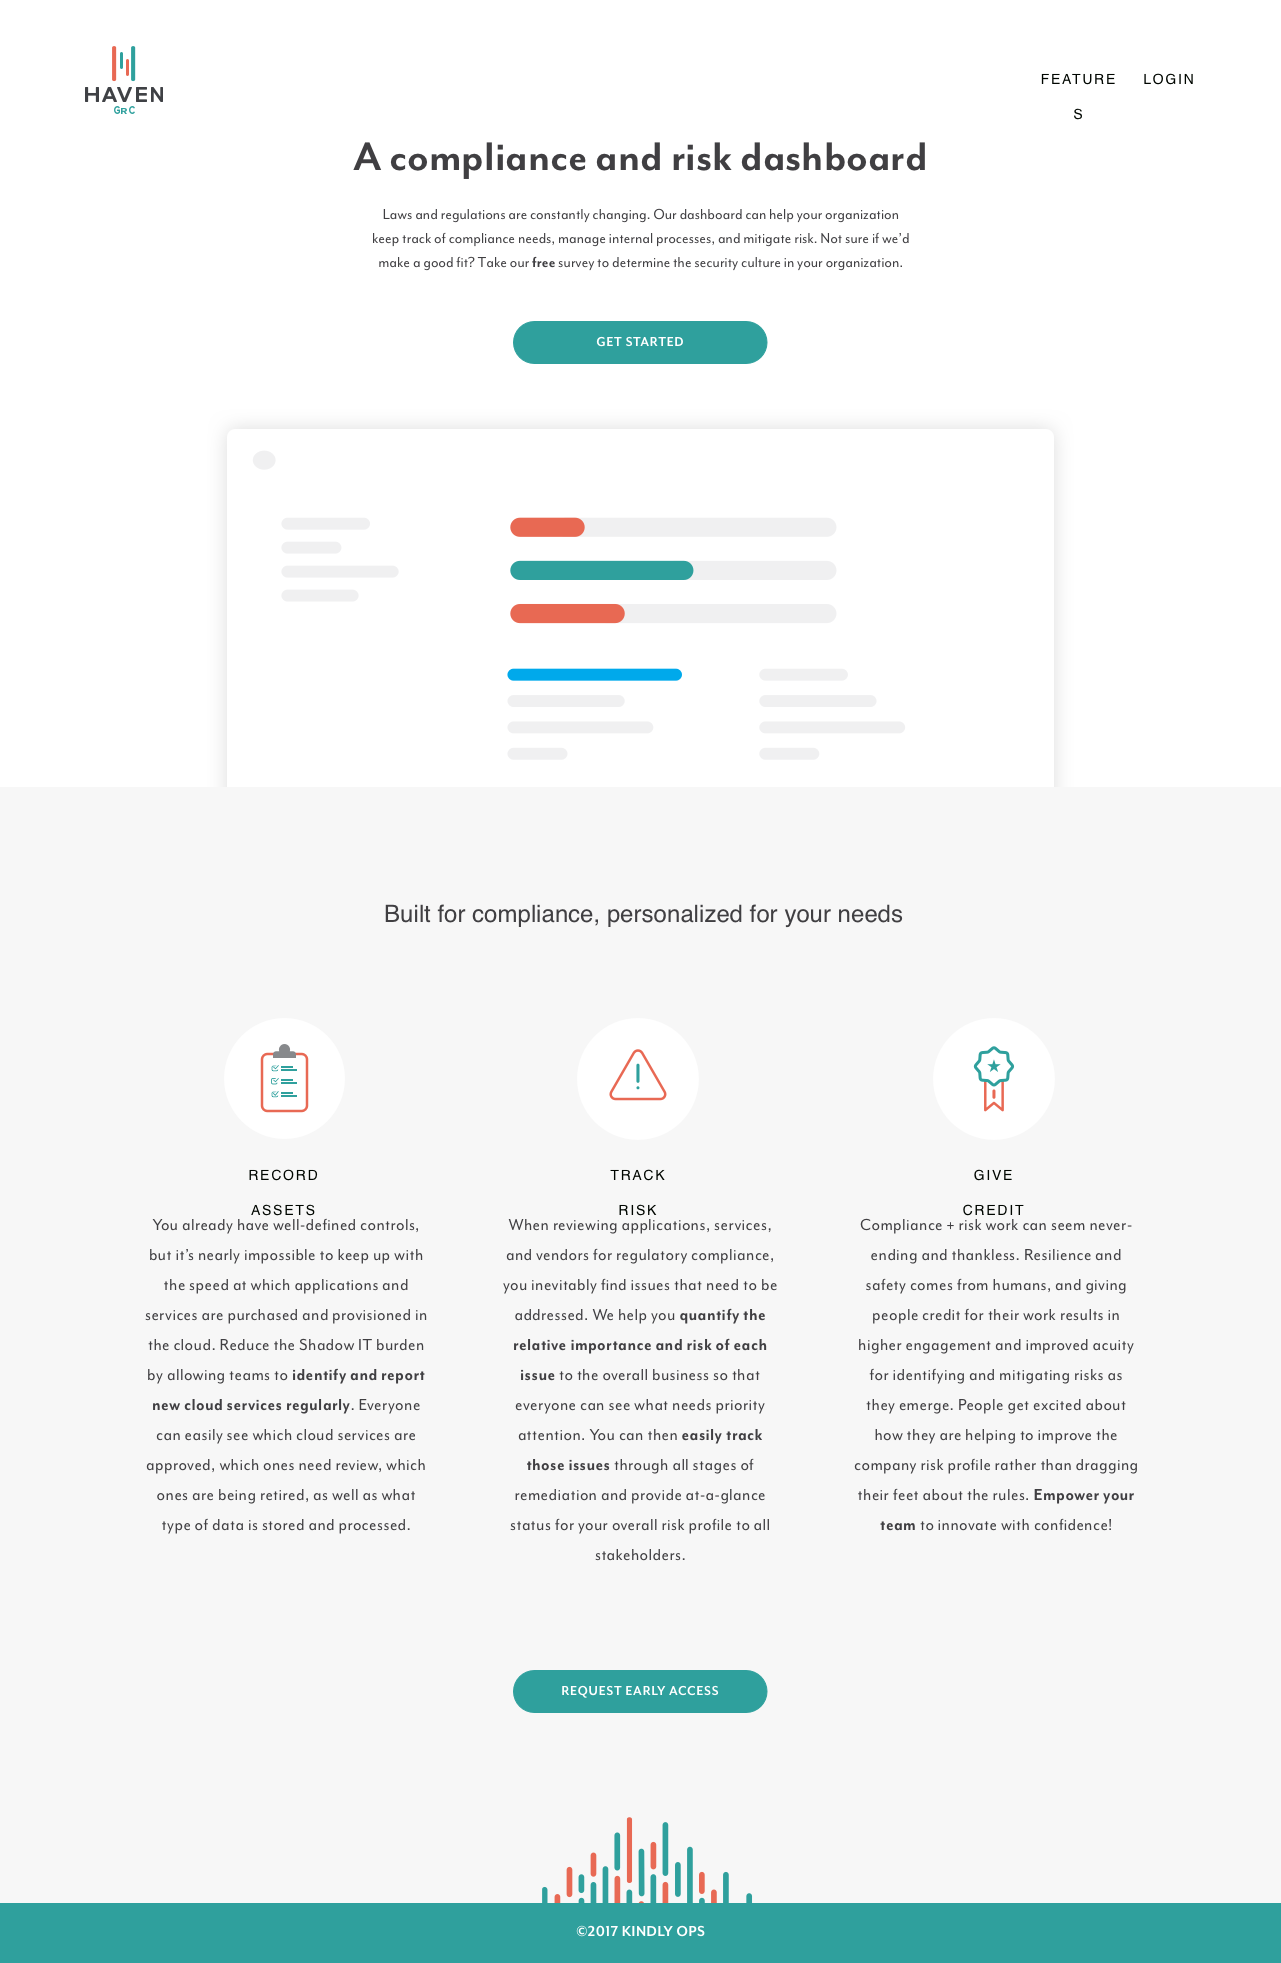 HAVEN
GRC
FEATURE
S
LOGIN
A compliance and risk dashboard
Laws and regulations are constantly changing. Our dashboard can help your organization
keep track of compliance needs, manage internal processes, and mitigate risk. Not sure if we’d
make a good fit? Take our free survey to determine the security culture in your organization.
GET STARTED
Built for compliance, personalized for your needs
RECORD
ASSETS
You already have well-defined controls,
but it’s nearly impossible to keep up with
the speed at which applications and
services are purchased and provisioned in
the cloud. Reduce the Shadow IT burden
by allowing teams to identify and report
new cloud services regularly. Everyone
can easily see which cloud services are
approved, which ones need review, which
ones are being retired, as well as what
type of data is stored and processed.
TRACK
RISK
When reviewing applications, services,
and vendors for regulatory compliance,
you inevitably find issues that need to be
addressed. We help you quantify the
relative importance and risk of each
issue to the overall business so that
everyone can see what needs priority
attention. You can then easily track
those issues through all stages of
remediation and provide at-a-glance
status for your overall risk profile to all
stakeholders.
GIVE
CREDIT
Compliance + risk work can seem never-
ending and thankless. Resilience and
safety comes from humans, and giving
people credit for their work results in
higher engagement and improved acuity
for identifying and mitigating risks as
they emerge. People get excited about
how they are helping to improve the
company risk profile rather than dragging
their feet about the rules. Empower your
team to innovate with confidence!
REQUEST EARLY ACCESS
©2017 KINDLY OPS